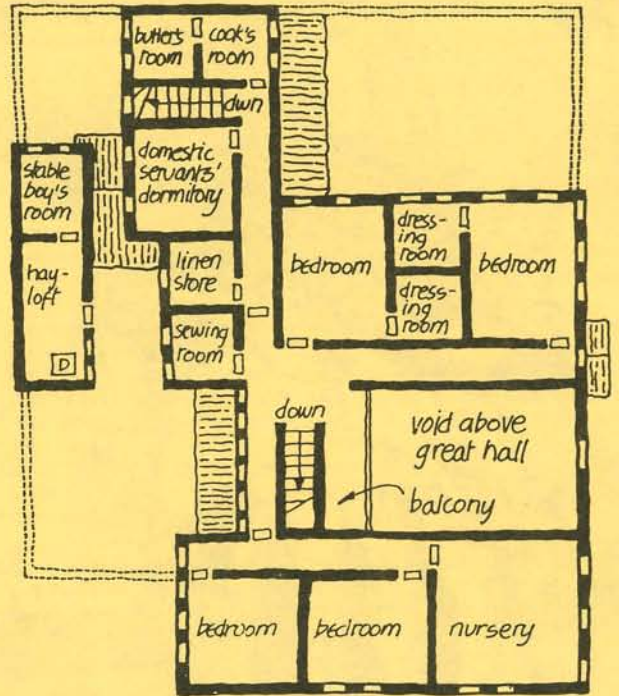 butler's
room
cook's
room
dwn
domestic
servants'
dormitory
stable
boy's
room
hay-
loft
D
linen
store
sewing
room
bedroom
dress-
ing
room
dress-
ing
room
bedroom
down
void above
great hall
balcony
bedroom
bedroom
nursery